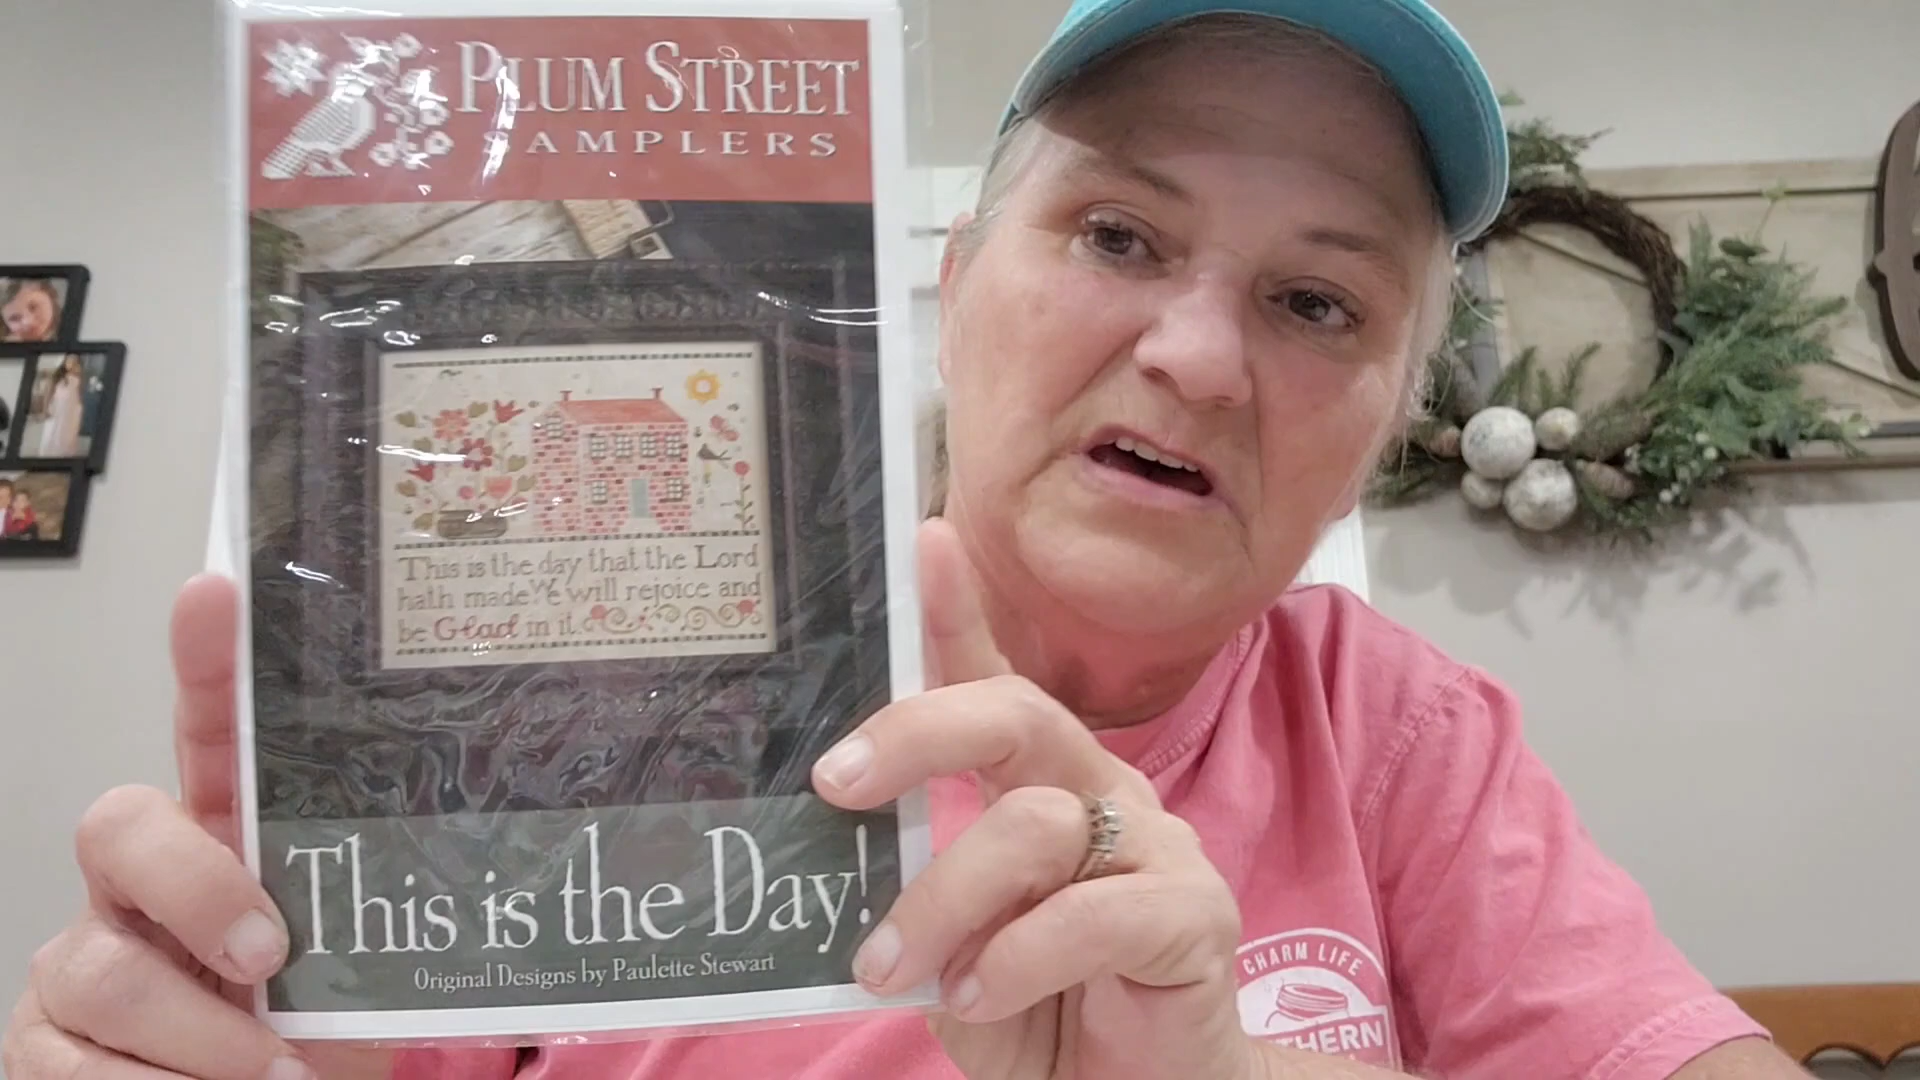 PLUM STREET
SAMPLERS
This is the day that the Lord
hath made We will rejoice and
be Glad in it.
This is the Day!
Original Designs by Paulette Stewart
CHARM LIFE
THERN